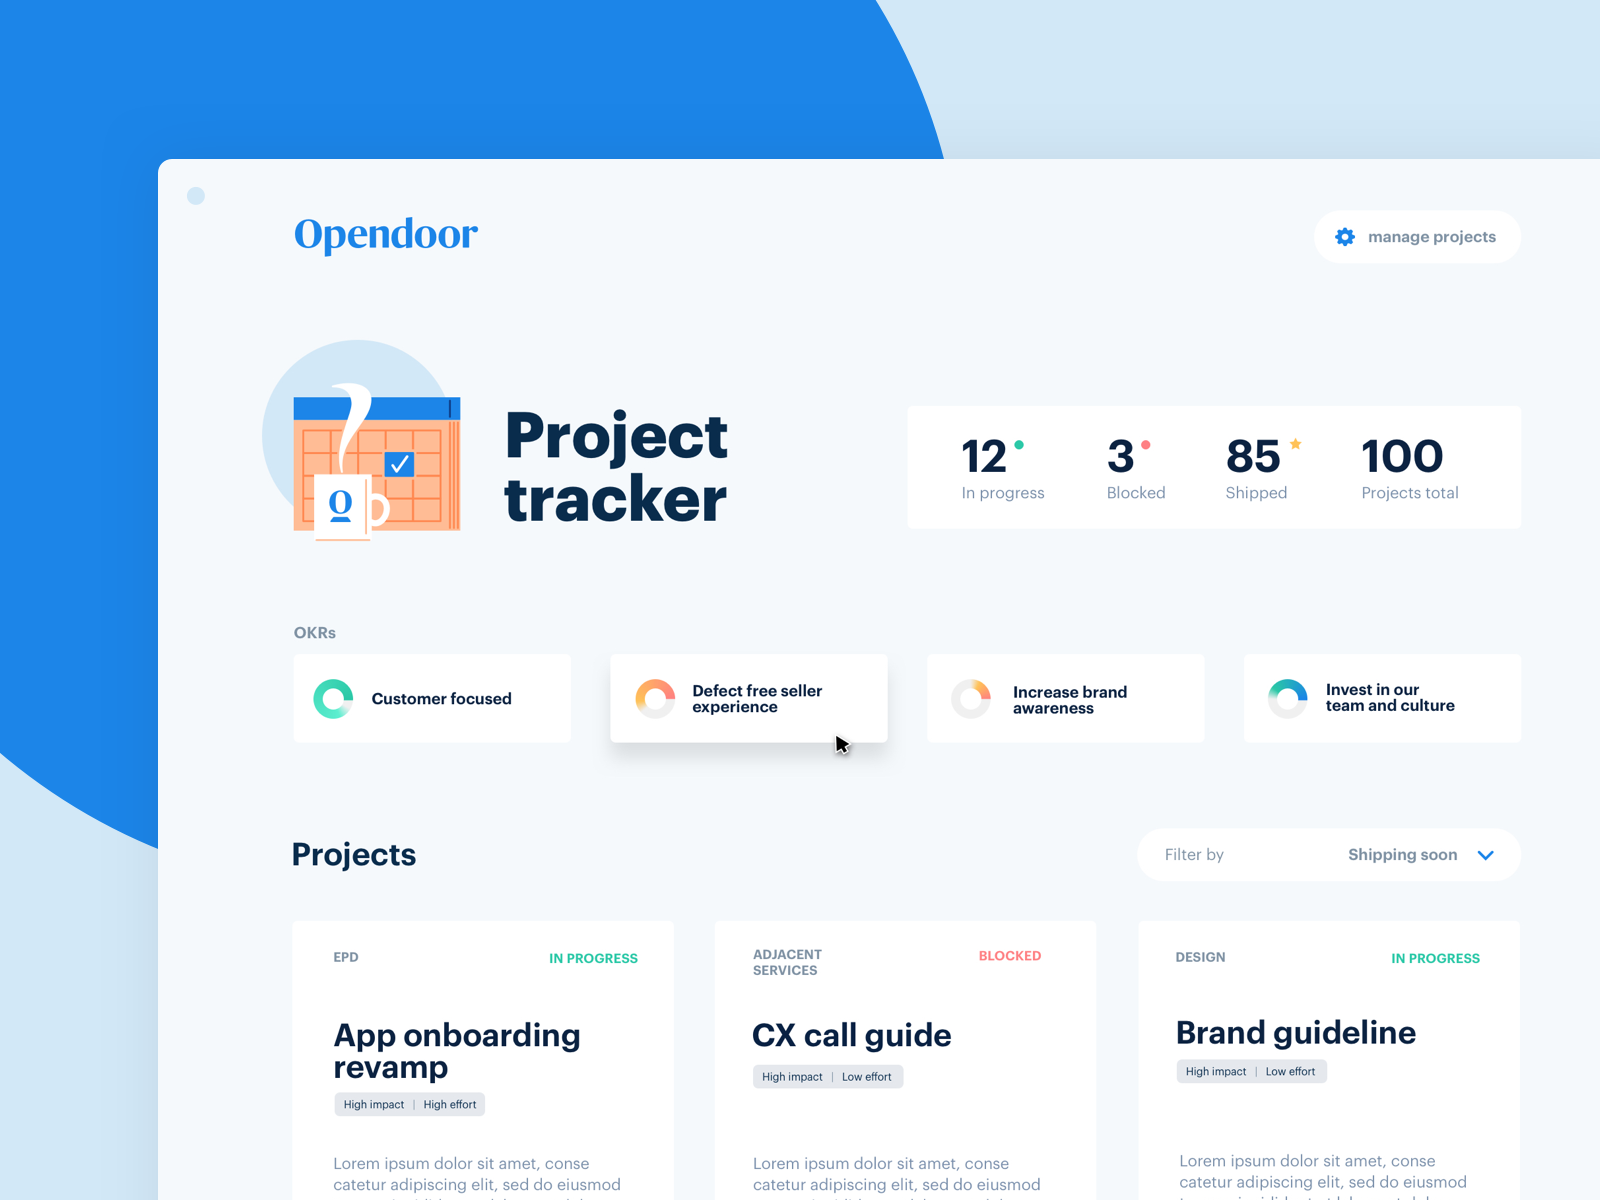 Opendoor
manage projects
Project
tracker
12
In progress
3
Blocked
85
Shipped
100
Projects total
O
OKRs
Customer focused
Defect free seller
experience
Increase brand
awareness
Invest in our
team and culture
Projects
Filter by
Shipping soon
EPD
IN PROGRESS
App onboarding
revamp
High impact | High effort
Lorem ipsum dolor sit amet, conse
catetur adipiscing elit, sed do eiusmod
ADJACENT
SERVICES
BLOCKED
CX call guide
High impact | Low effort
Lorem ipsum dolor sit amet, conse
catetur adipiscing elit, sed do eiusmod
DESIGN
IN PROGRESS
Brand guideline
High impact | Low effort
Lorem ipsum dolor sit amet, conse
catetur adipiscing elit, sed do eiusmod